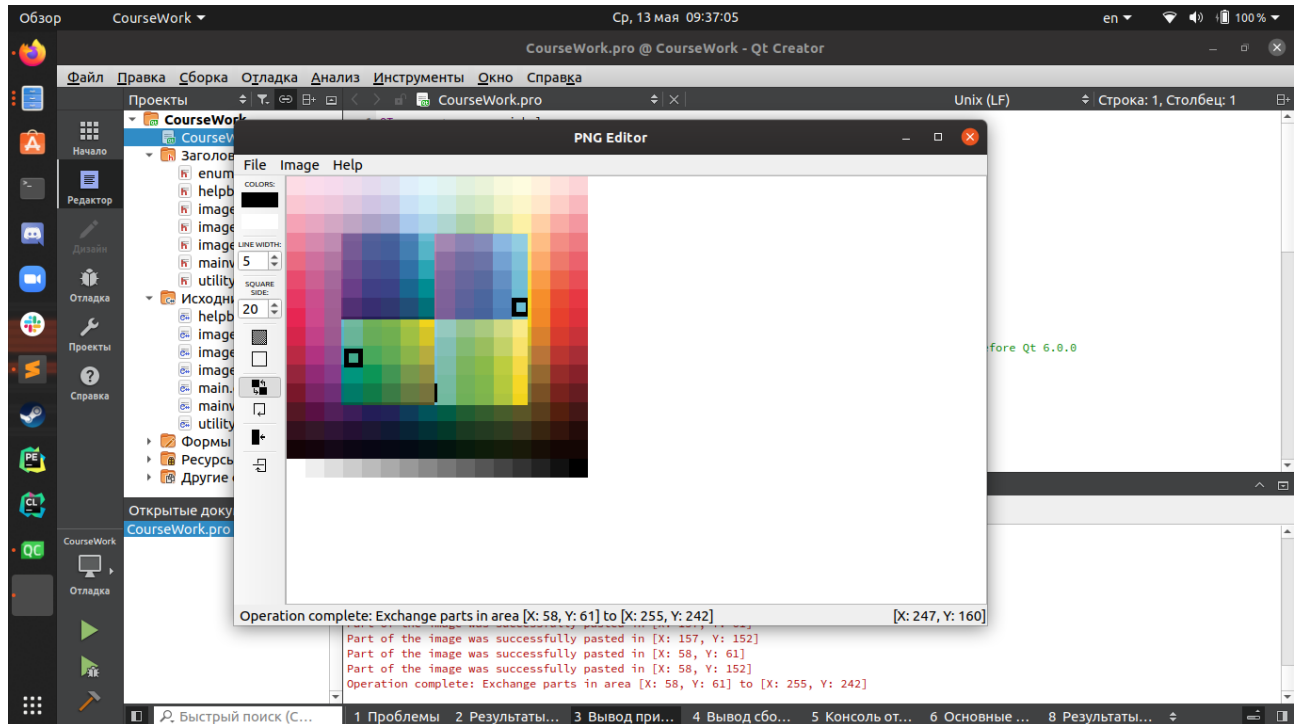 Обзор CourseWork Ср, 13 мая 09:37:05 en 100 %
CourseWork.pro @ CourseWork - Qt Creator
Файл Правка Сборка Отладка Анализ Инструменты Окно Справка
Проекты CourseWork.pro Unix (LF) Строка: 1, Столбец: 1
Начало
Редактор
Дизайн
Отладка
Проекты
Справка
CourseWork
Отладка
CourseWork
CourseW
Заголов
enum
helpb
image
image
image
mainw
utility
Исходни
helpb
image
image
image
main.
mainw
utility
Формы
Ресурсы
Другие
Открытые доку
CourseWork.pro
PNG Editor
File Image Help
COLORS:
LINE WIDTH:
5
SQUARE
SIDE:
20
Operation complete: Exchange parts in area [X: 58, Y: 61] to [X: 255, Y: 242] [X: 247, Y: 160]
efore Qt 6.0.0
Part of the image was successfully pasted in [X: 157, Y: 152]
Part of the image was successfully pasted in [X: 58, Y: 61]
Part of the image was successfully pasted in [X: 58, Y: 152]
Operation complete: Exchange parts in area [X: 58, Y: 61] to [X: 255, Y: 242]
Быстрый поиск (C... 1 Проблемы 2 Результаты... 3 Вывод при... 4 Вывод сбо... 5 Консоль от... 6 Основные ... 8 Результаты...